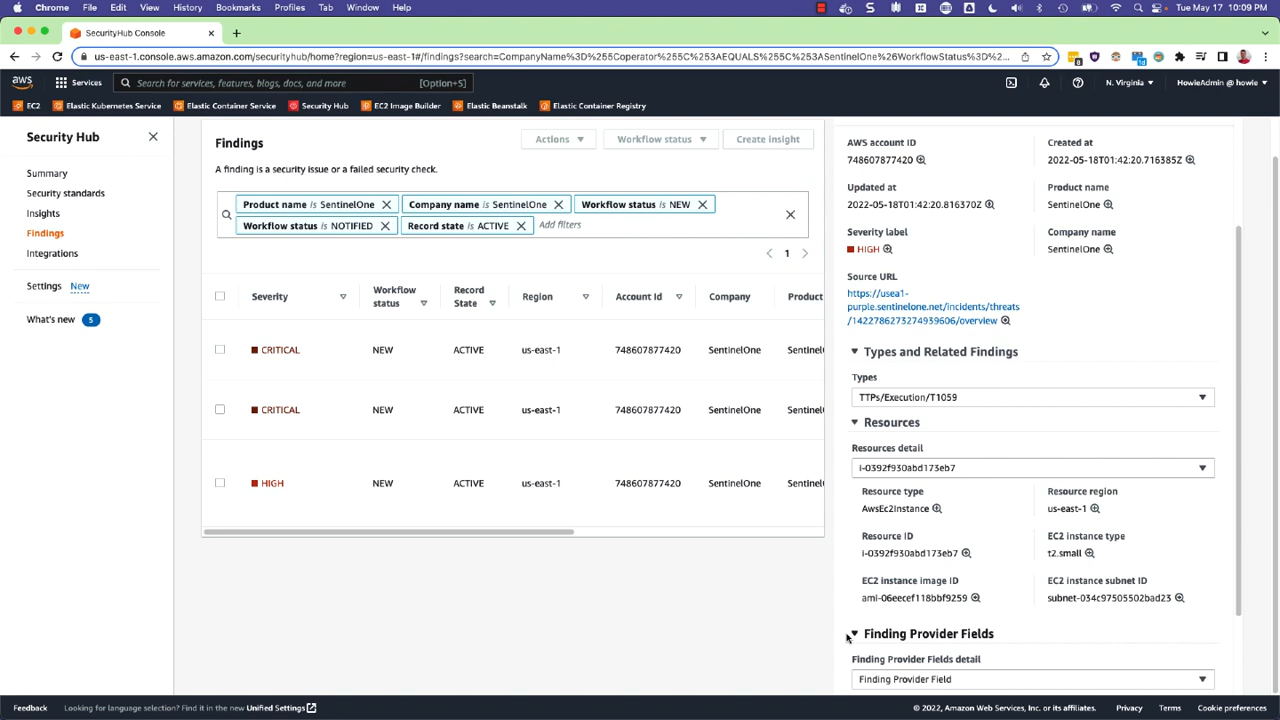 Chrome File Edit View History Bookmarks Profiles Tab Window Help
Tue May 17 10:09 PM
SecurityHub Console
us-east-1.console.aws.amazon.com/securityhub/home?region=us-east-1#/findings?search=CompanyName%3D%255Coperator%255C%253AEQUALS%255C%253ASentinelOne%26WorkflowStatus%3D%...
aws
Services
Search for services, features, blogs, docs, and more
[Option+S]
N. Virginia
HowieAdmin @ howie
EC2
Elastic Kubernetes Service
Elastic Container Service
Security Hub
EC2 Image Builder
Elastic Beanstalk
Elastic Container Registry
Security Hub
Summary
Security standards
Insights
Findings
Integrations
Settings New
What's new 5
Findings
Actions
Workflow status
Create insight
A finding is a security issue or a failed security check.
Product name is SentinelOne
Company name is SentinelOne
Workflow status is NEW
Workflow status is NOTIFIED
Record state is ACTIVE
Add filters
1
Severity
Workflow status
Record State
Region
Account Id
Company
Product
CRITICAL NEW ACTIVE us-east-1 748607877420 SentinelOne
CRITICAL NEW ACTIVE us-east-1 748607877420 SentinelOne
HIGH NEW ACTIVE us-east-1 748607877420 SentinelOne
AWS account ID
748607877420
Created at
2022-05-18T01:42:20.716385Z
Updated at
2022-05-18T01:42:20.816370Z
Product name
SentinelOne
Severity label
HIGH
Company name
SentinelOne
Source URL
https://usea1-
purple.sentinelone.net/incidents/threats
/1422786273274939606/overview
Types and Related Findings
Types
TTPs/Execution/T1059
Resources
Resources detail
i-0392f930abd173eb7
Resource type
AwsEc2Instance
Resource region
us-east-1
Resource ID
i-0392f930abd173eb7
EC2 instance type
t2.small
EC2 instance image ID
ami-06eecef118bbf9259
EC2 instance subnet ID
subnet-034c97505502bad23
Finding Provider Fields
Finding Provider Fields detail
Finding Provider Field
Feedback
Looking for language selection? Find it in the new Unified Settings
© 2022, Amazon Web Services, Inc. or its affiliates.
Privacy
Terms
Cookie preferences